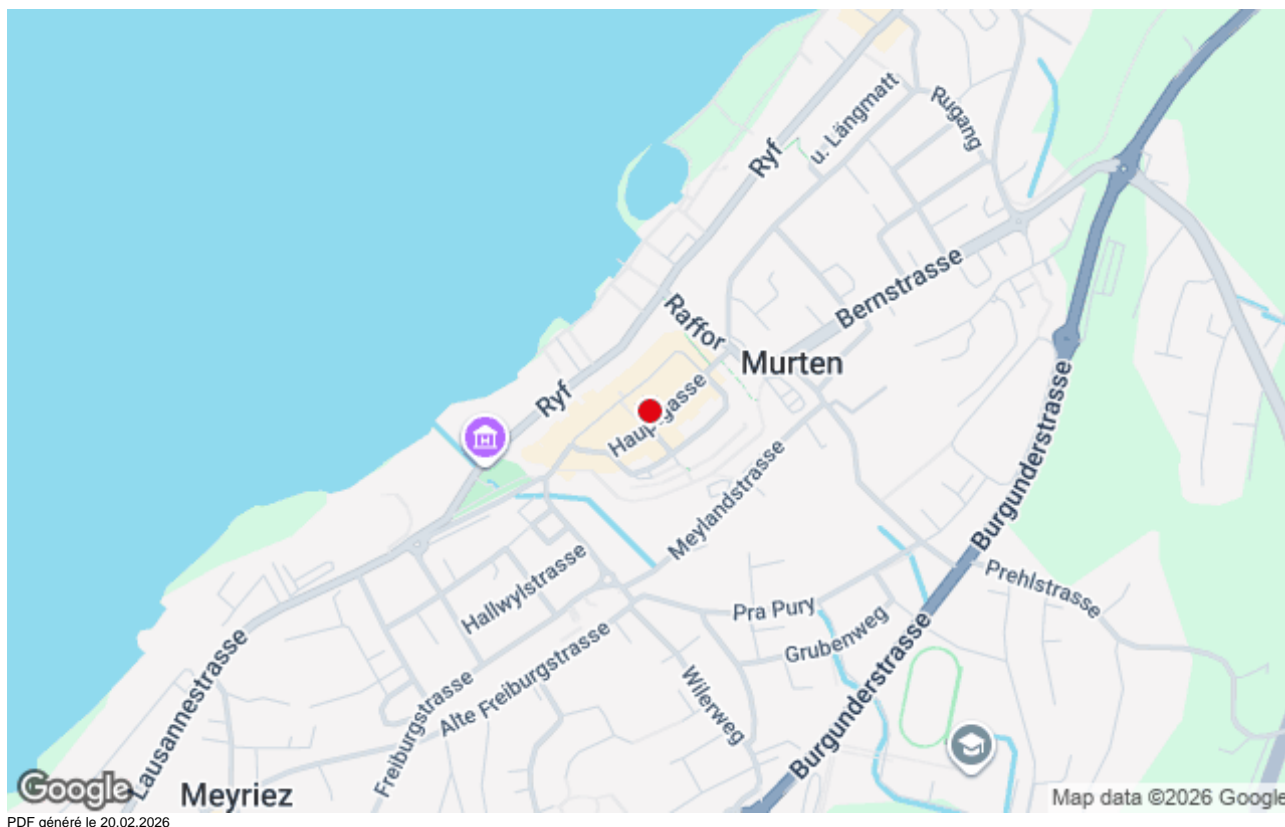 Rugang
u. Längmatt
Ryf
Bernstrasse
Raffor
Murten
Ryf
Hauptgasse
Burgunderstrasse
Meylandstrasse
Prehlstrasse
Hallwylstrasse
Pra Pury
Grubenweg
Lausannestrasse
Alte Freiburgstrasse
Freiburgstrasse
Wilerweg
Burgunderstrasse
Google
Meyriez
Map data ©2026 Google
PDF généré le 20.02.2026